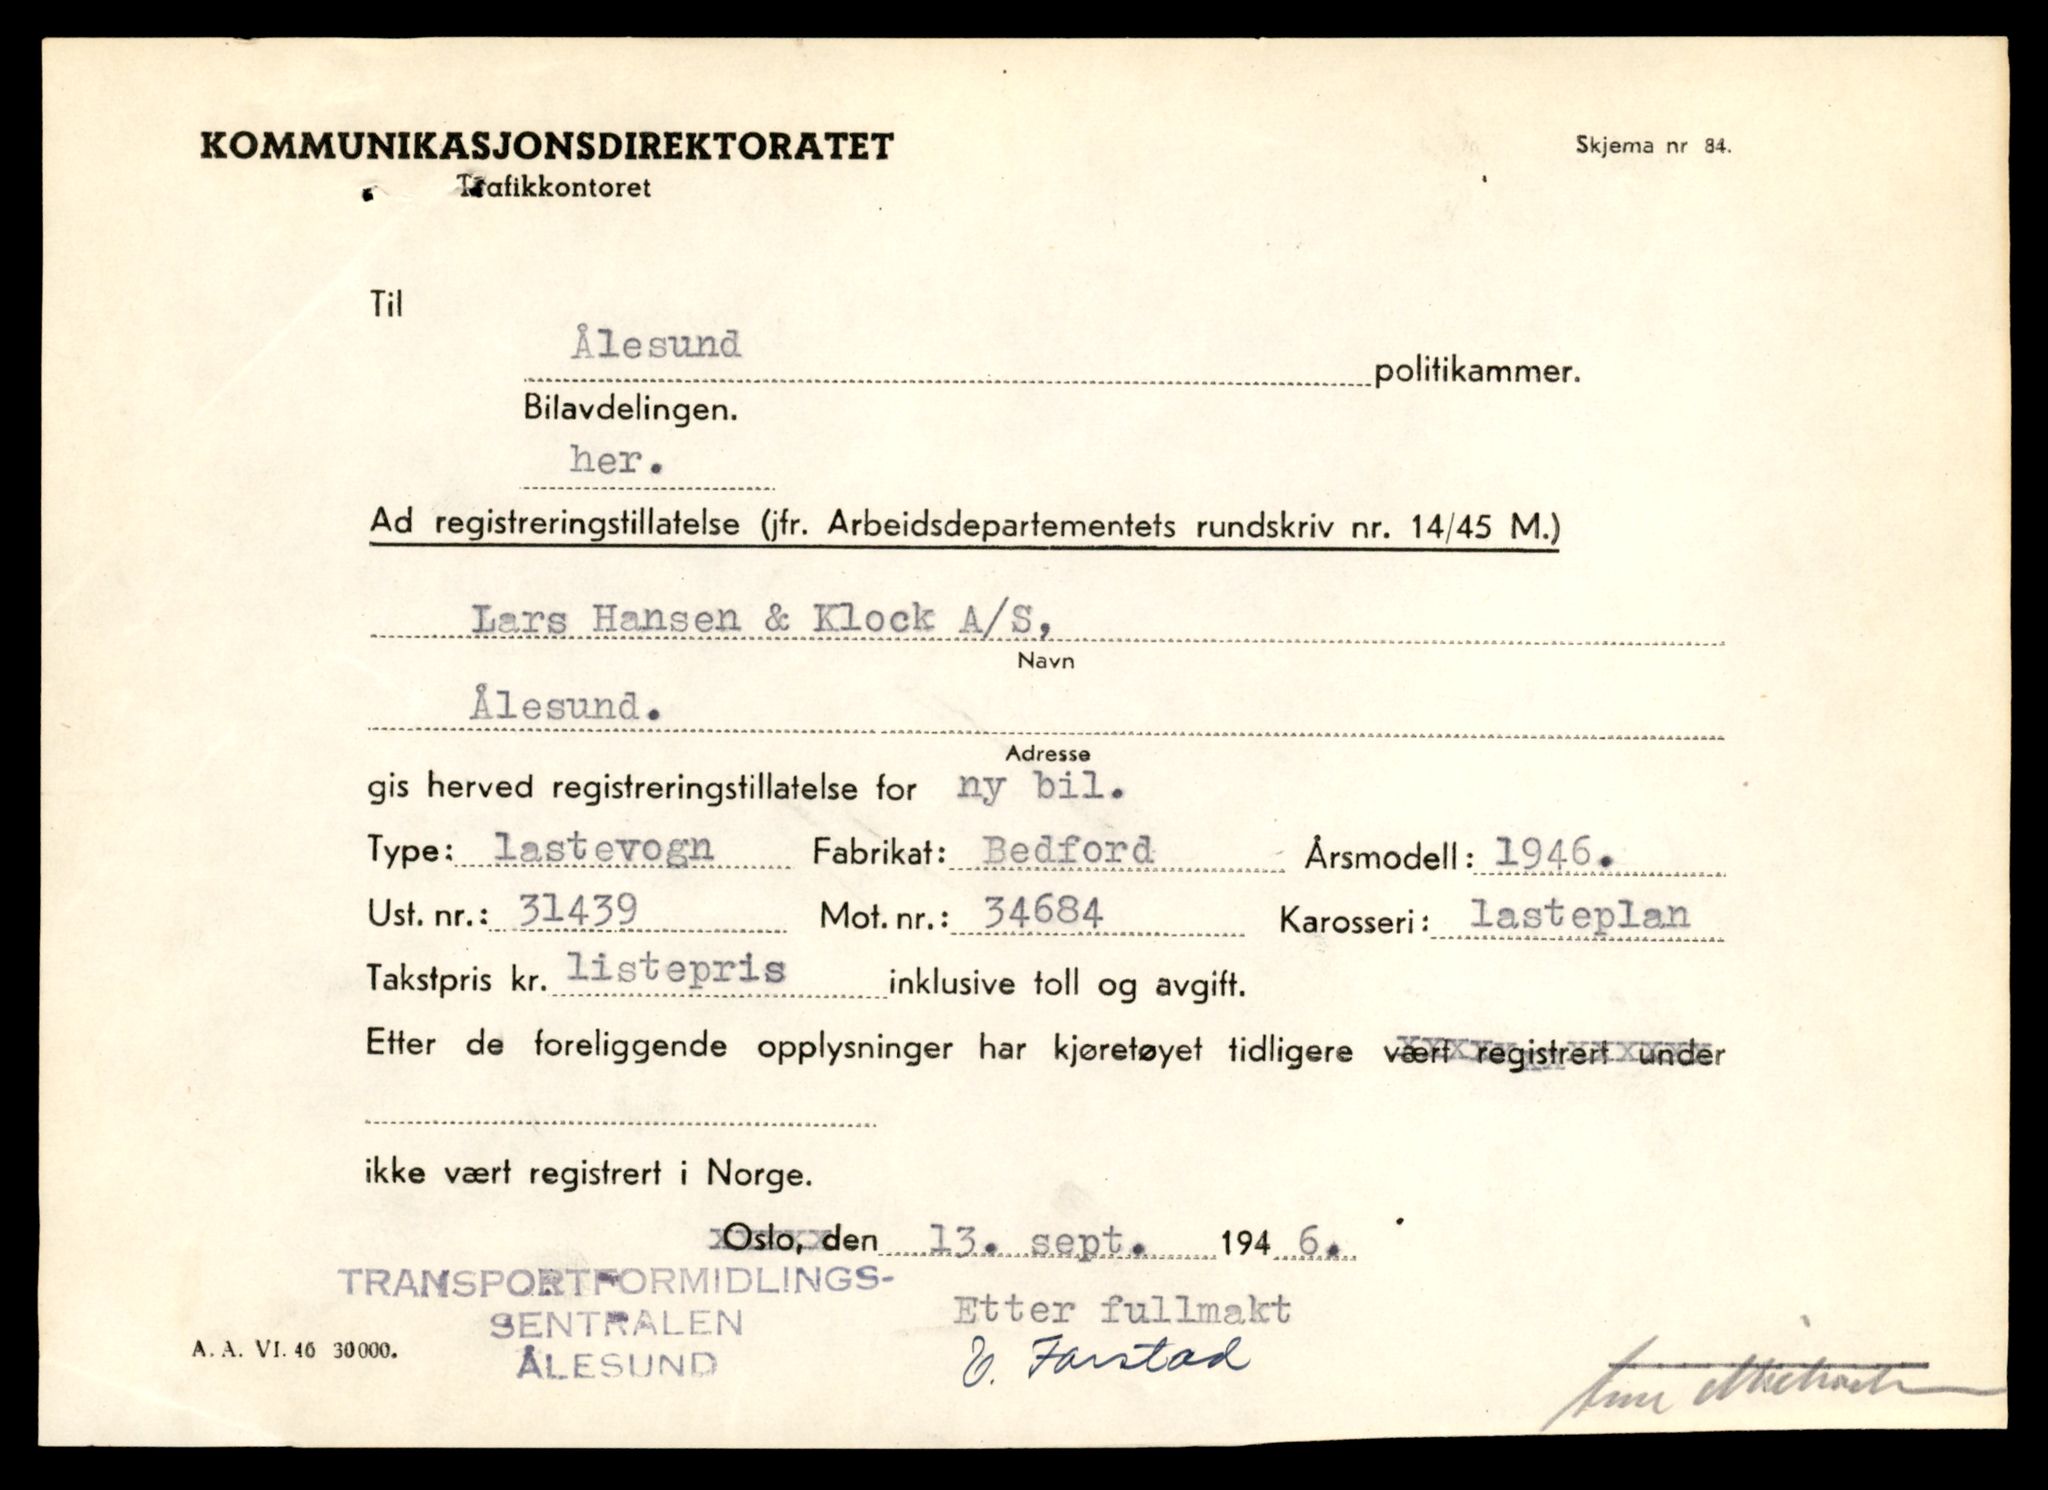 KOMMUNIKASJONSDIREKTORATET
Skjema nr 84.
Trafikkontoret
Til
Ålesund politikammer.
Bilavdelingen.
her.
Ad registreringstillatelse (jfr. Arbeidsdepartementets rundskriv nr. 14/45 M.)
Lars Hansen & Klock A/S,
Navn
Ålesund.
Adresse
gis herved registreringstillatelse for ny bil.
Type: lastevogn Fabrikat: Bedford Årsmodell: 1946.
Ust. nr.: 31439 Mot. nr.: 34684 Karosseri: lasteplan
Takstpris kr. listepris inklusive toll og avgift.
Etter de foreliggende opplysninger har kjøretøyet tidligere vært registrert under
ikke vært registrert i Norge.
Oslo, den 13. sept. 194 6.
TRANSPORTFORMIDLINGS-
SENTRALEN
ÅLESUND
Etter fullmakt
E. Farstad
A. A. VI. 46 30000.